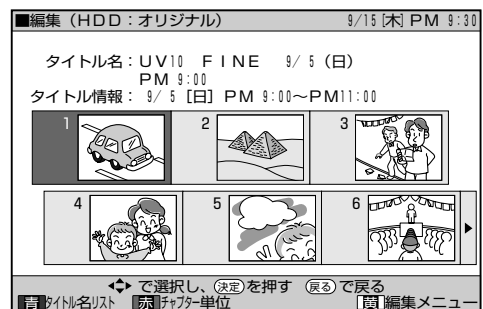 ■編集（HDD：オリジナル） 9/15[木]PM 9:30
タイトル名：UV10 FINE 9/ 5（日）
PM 9:00
タイトル情報： 9/ 5［日］PM 9:00～PM11:00
1 2 3
4 5 6
で選択し、決定を押す 戻るで戻る
青 タイトル名リスト 赤 チャプター単位 黄 編集メニュー